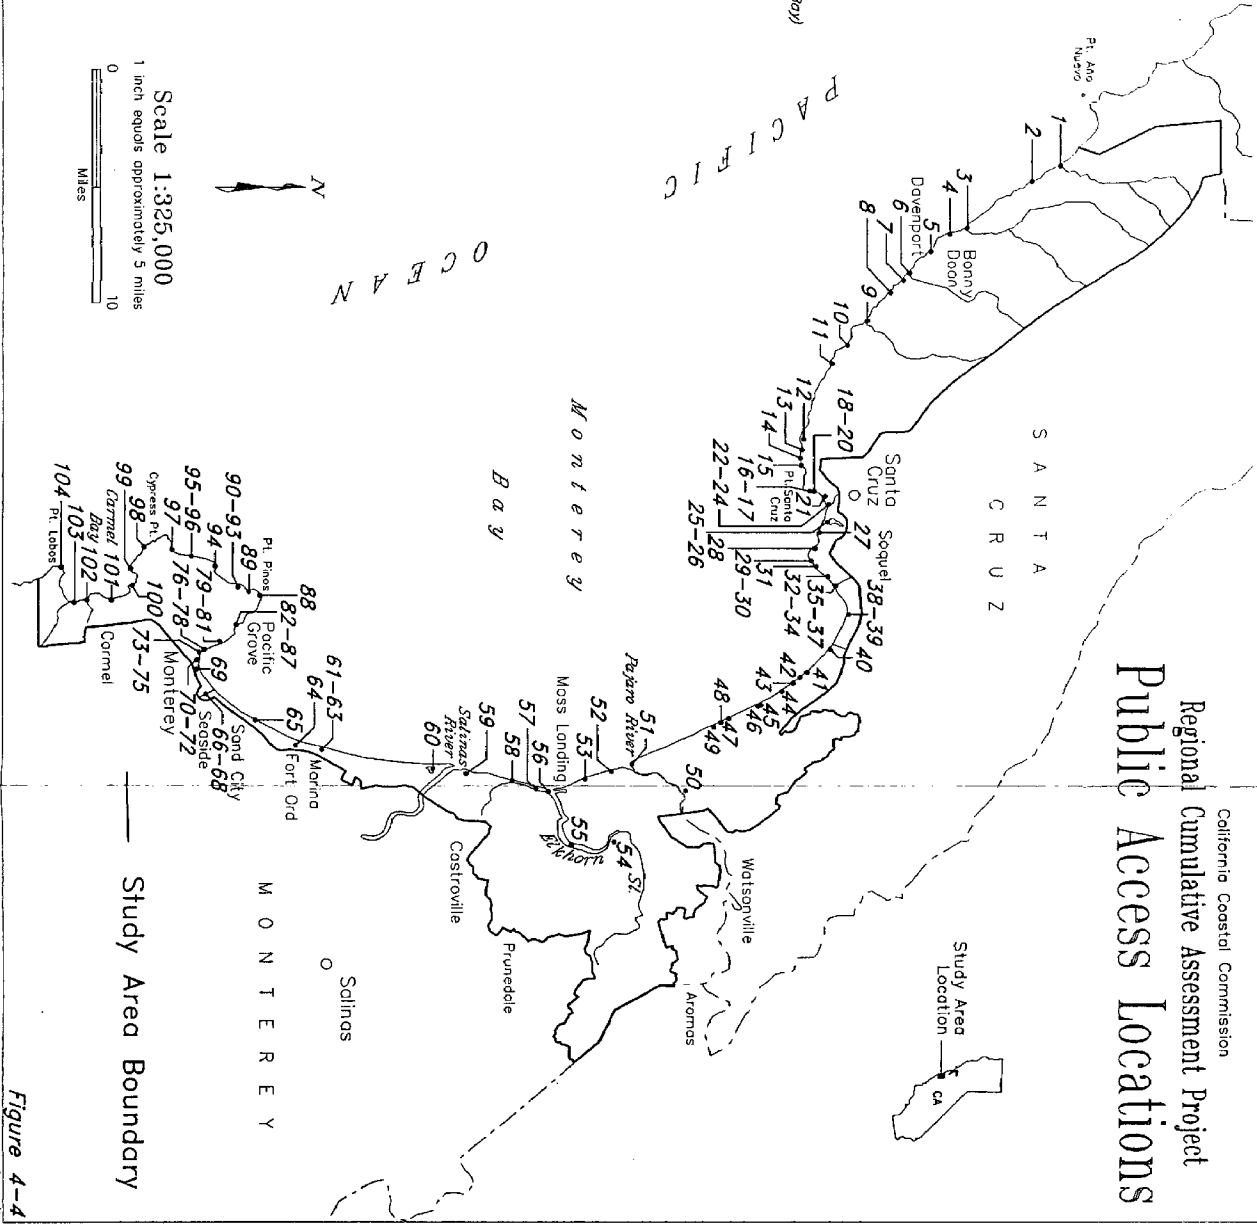 California Coastal Commission
Regional Cumulative Assessment Project
Public Access Locations
Study Area
Location
CA
Pt. Año
Nuevo
PACIFIC
OCEAN
SANTA
CRUZ
1
2
3
4
Bonny
Doon
5
Davenport
6
7
8
9
10
11
12
13
14
15
16-17
18-20
Pt. Santa
Cruz
21
22-24
Santa
Cruz
25-26
27
28
Soquel
29-30
31
32-34
35-37
38-39
40
41
42
43
44
45
46
47
48
49
50
51
Pajaro River
52
53
Watsonville
Aromas
54
Elkhorn Sl.
55
Moss Landing
56
57
58
59
Salinas
River
60
Castroville
Prunedale
Monterey
Bay
61-63
64
Marina
Fort Ord
65
Sand City
66-68
Seaside
69
70-72
Monterey
73-75
76-78
79-81
82-87
Pacific
Grove
88
Pt. Pinos
89
90-93
94
95-96
97
Cypress Pt.
98
99
100
Carmel
Bay
101
102
103
104
Pt. Lobos
Carmel
Salinas
MONTEREY
Study Area Boundary
N
Scale 1:325,000
1 inch equals approximately 5 miles
0
10
Miles
Bay)
Figure 4-4